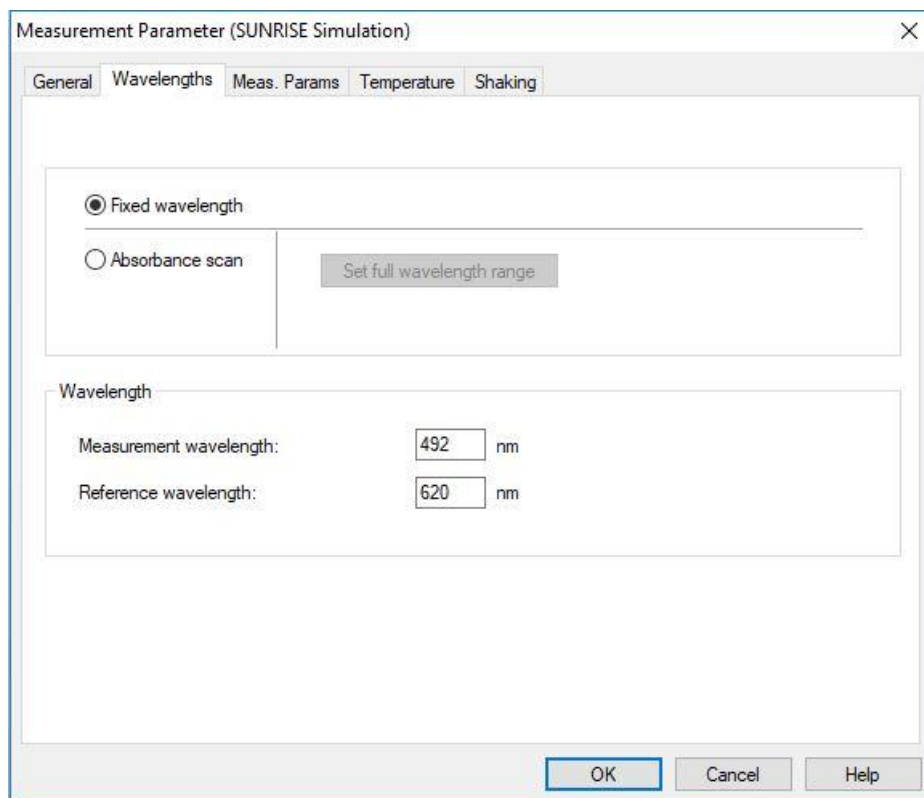 Measurement Parameter (SUNRISE Simulation)
General Wavelengths Meas. Params Temperature Shaking
Fixed wavelength
Absorbance scan Set full wavelength range
Wavelength
Measurement wavelength: 492 nm
Reference wavelength: 620 nm
OK Cancel Help